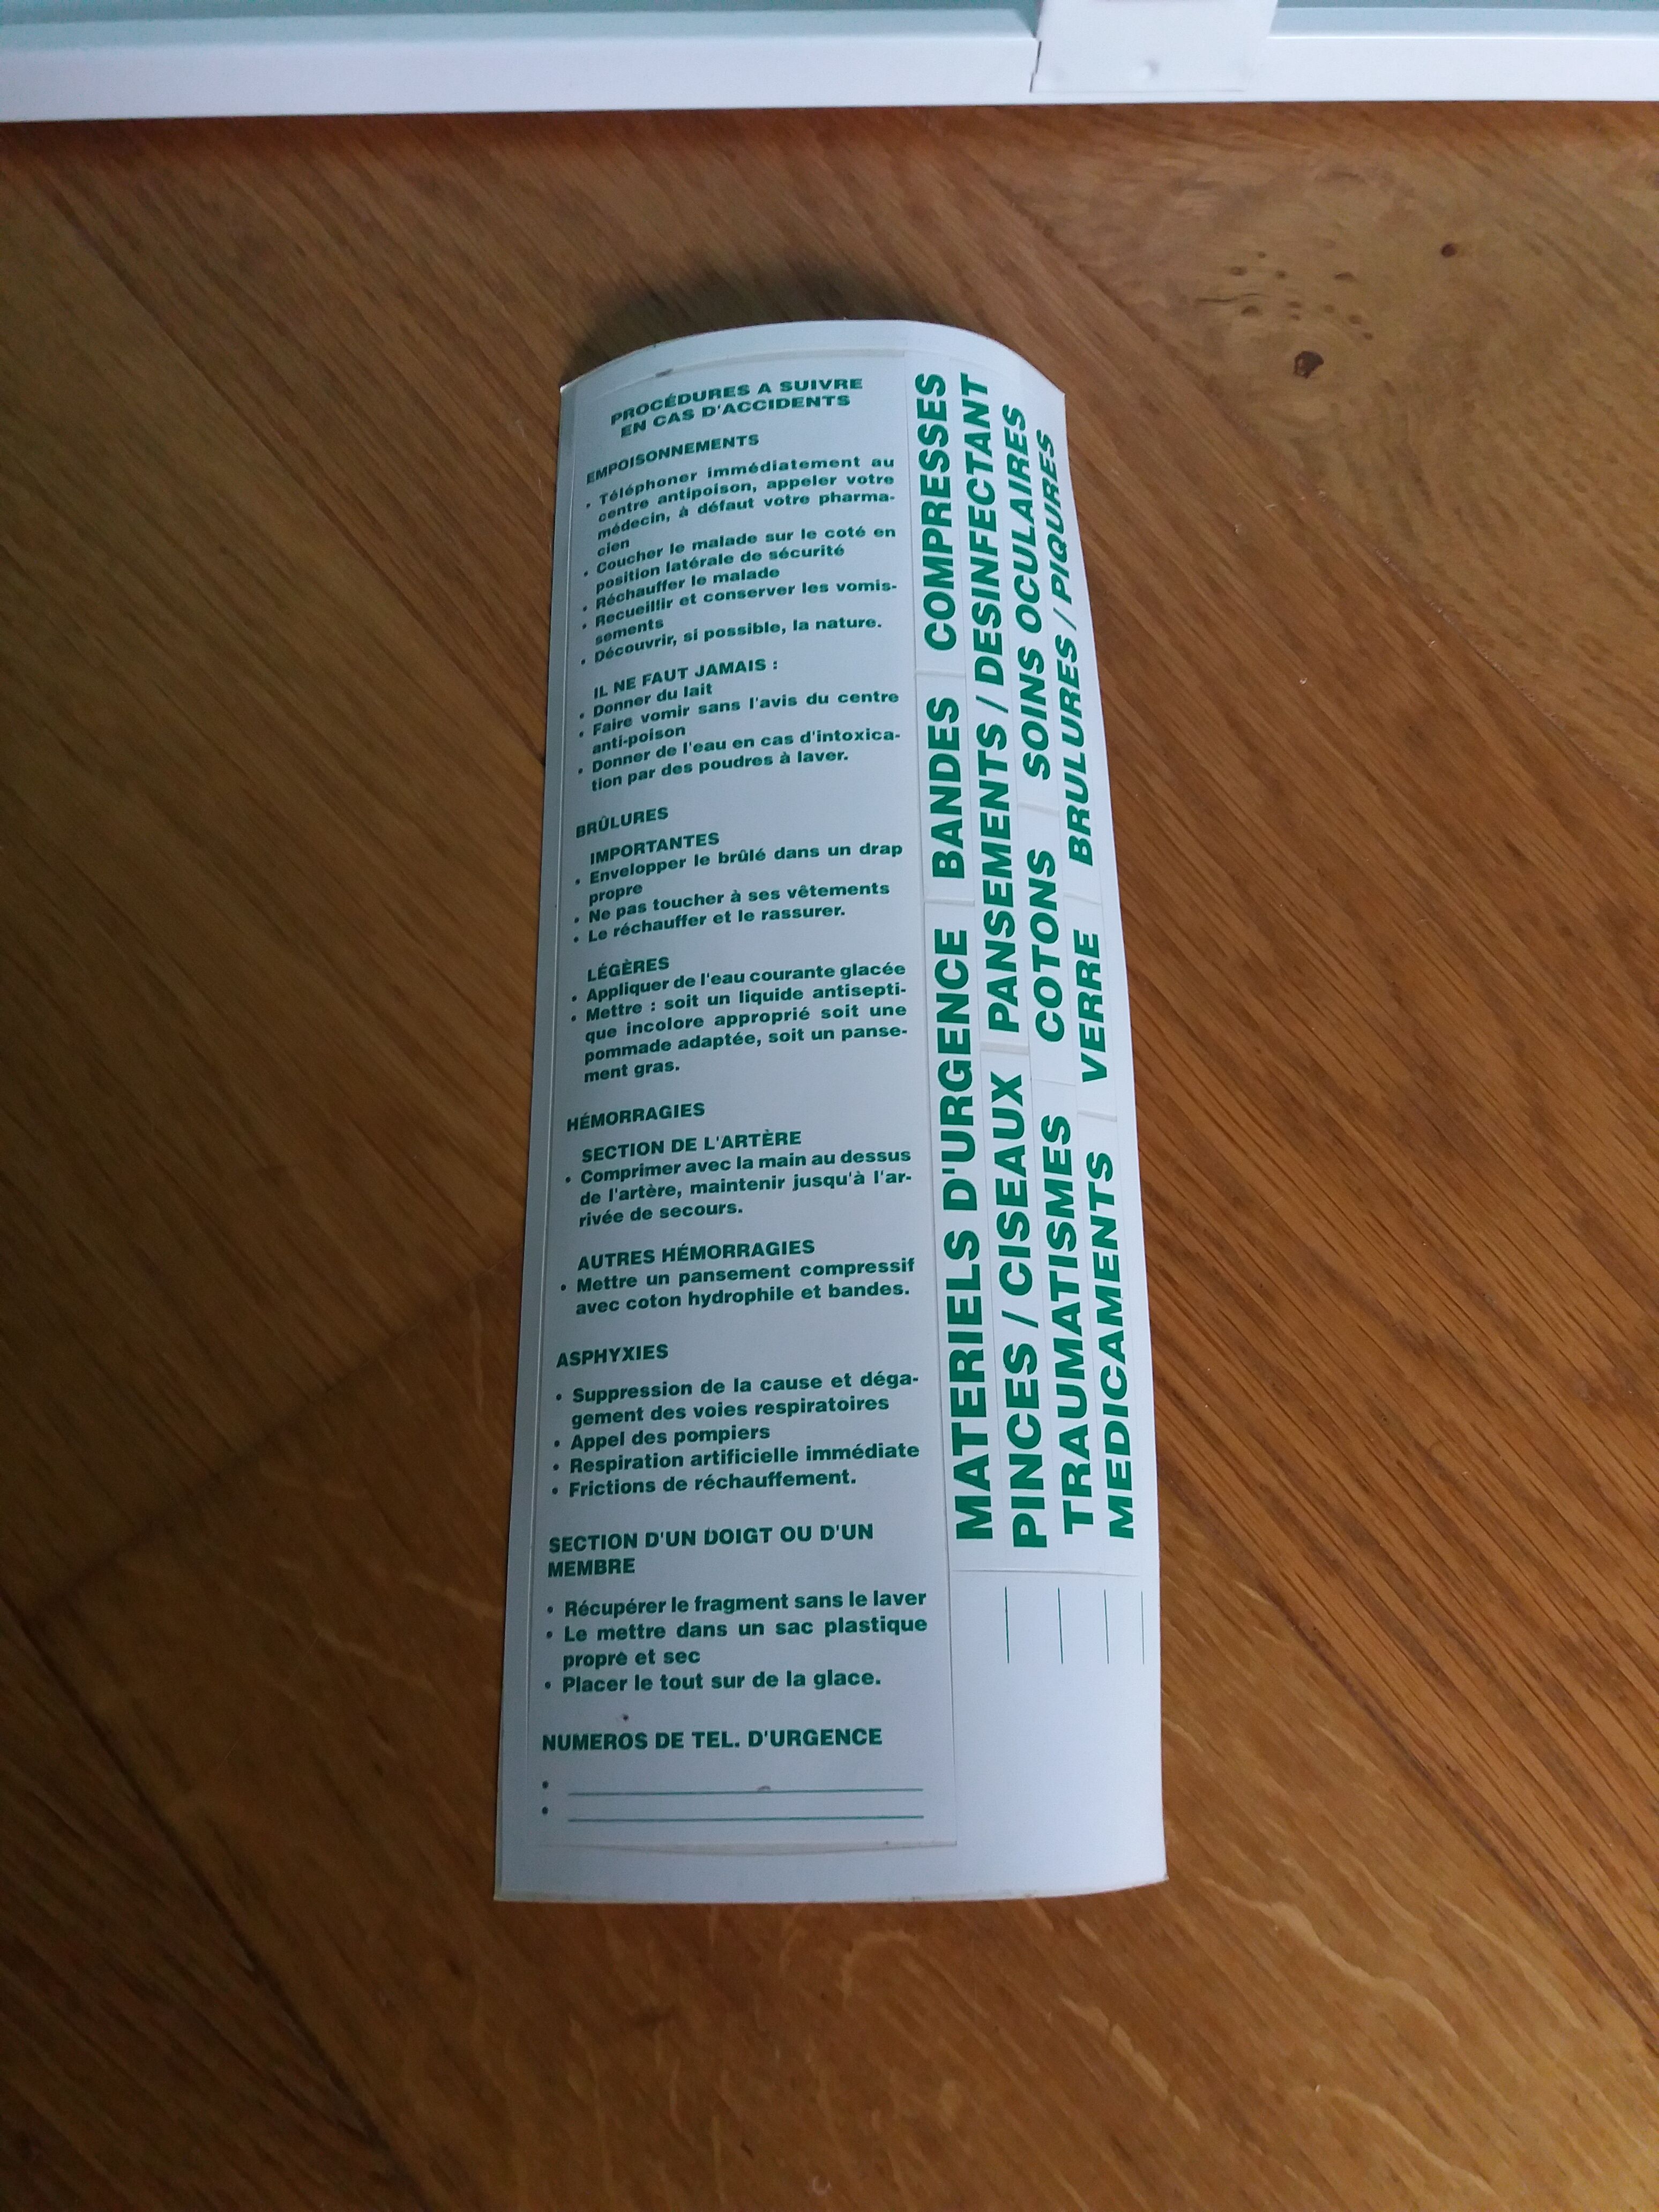 PROCÉDURES A SUIVRE
EN CAS D'ACCIDENTS
EMPOISONNEMENTS
• Téléphoner immédiatement au
centre antipoison, appeler votre
médecin, à défaut votre pharma-
cien
• Coucher le malade sur le coté en
position latérale de sécurité
• Réchauffer le malade
• Recueillir et conserver les vomis-
sements
• Découvrir, si possible, la nature.
IL NE FAUT JAMAIS :
• Donner du lait
• Faire vomir sans l'avis du centre
anti-poison
• Donner de l'eau en cas d'intoxica-
tion par des poudres à laver.
BRÛLURES
IMPORTANTES
• Envelopper le brûlé dans un drap
propre
• Ne pas toucher à ses vêtements
• Le réchauffer et le rassurer.
LÉGÈRES
• Appliquer de l'eau courante glacée
• Mettre : soit un liquide antisepti-
que incolore approprié soit une
pommade adaptée, soit un panse-
ment gras.
HÉMORRAGIES
SECTION DE L'ARTÈRE
• Comprimer avec la main au dessus
de l'artère, maintenir jusqu'à l'ar-
rivée de secours.
AUTRES HÉMORRAGIES
• Mettre un pansement compressif
avec coton hydrophile et bandes.
ASPHYXIES
• Suppression de la cause et déga-
gement des voies respiratoires
• Appel des pompiers
• Respiration artificielle immédiate
• Frictions de réchauffement.
SECTION D'UN DOIGT OU D'UN
MEMBRE
• Récupérer le fragment sans le laver
• Le mettre dans un sac plastique
propre et sec
• Placer le tout sur de la glace.
NUMEROS DE TEL. D'URGENCE
•
•
MATERIELS D'URGENCE BANDES COMPRESSES
PINCES / CISEAUX PANSEMENTS / DESINFECTANT
TRAUMATISMES COTONS SOINS OCULAIRES
MEDICAMENTS VERRE BRULURES / PIQURES